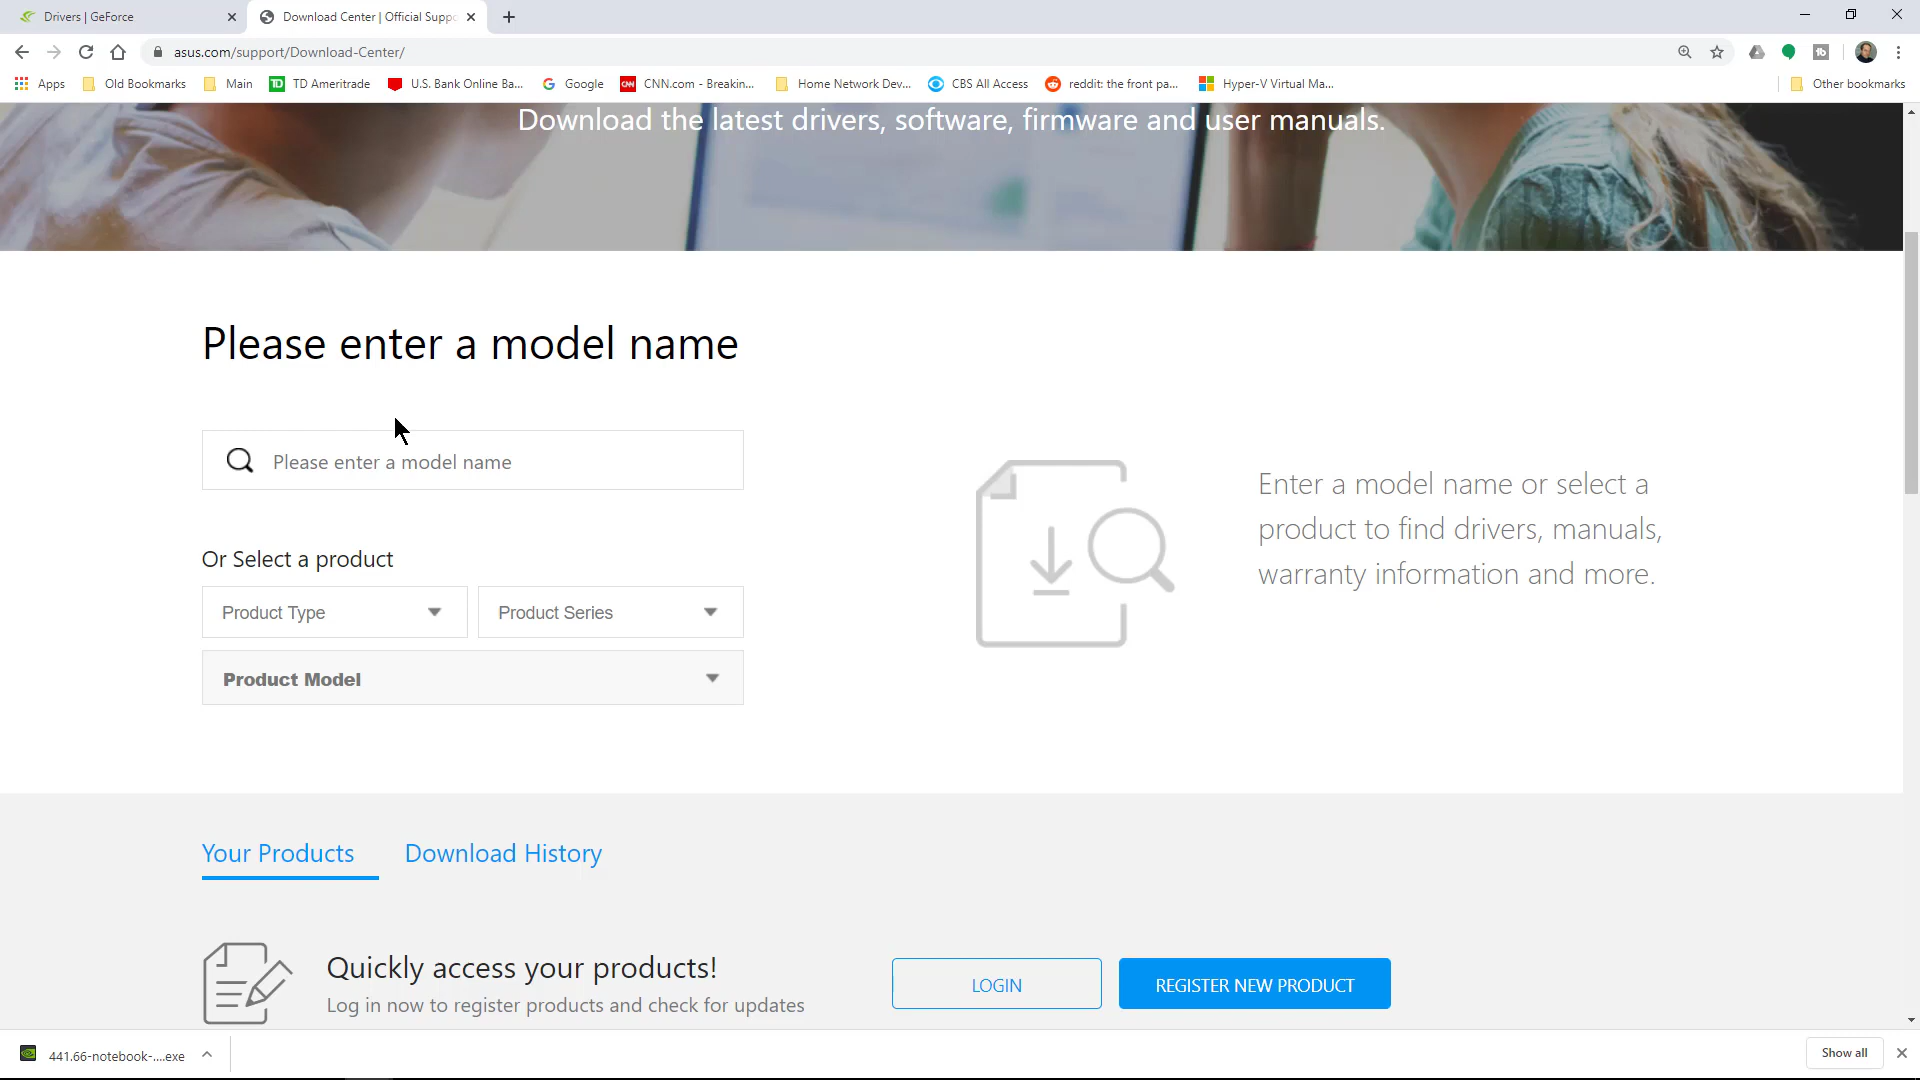 Drivers | GeForce
Download Center | Official Suppo
asus.com/support/Download-Center/
Apps
Old Bookmarks
Main
TD Ameritrade
U.S. Bank Online Ba...
Google
CNN.com - Breakin...
Home Network Dev...
CBS All Access
reddit: the front pa...
Hyper-V Virtual Ma...
Other bookmarks
Download the latest drivers, software, firmware and user manuals.
Please enter a model name
Please enter a model name
Enter a model name or select a
product to find drivers, manuals,
warranty information and more.
Or Select a product
Product Type
Product Series
Product Model
Your Products
Download History
Quickly access your products!
Log in now to register products and check for updates
LOGIN
REGISTER NEW PRODUCT
441.66-notebook-....exe
Show all